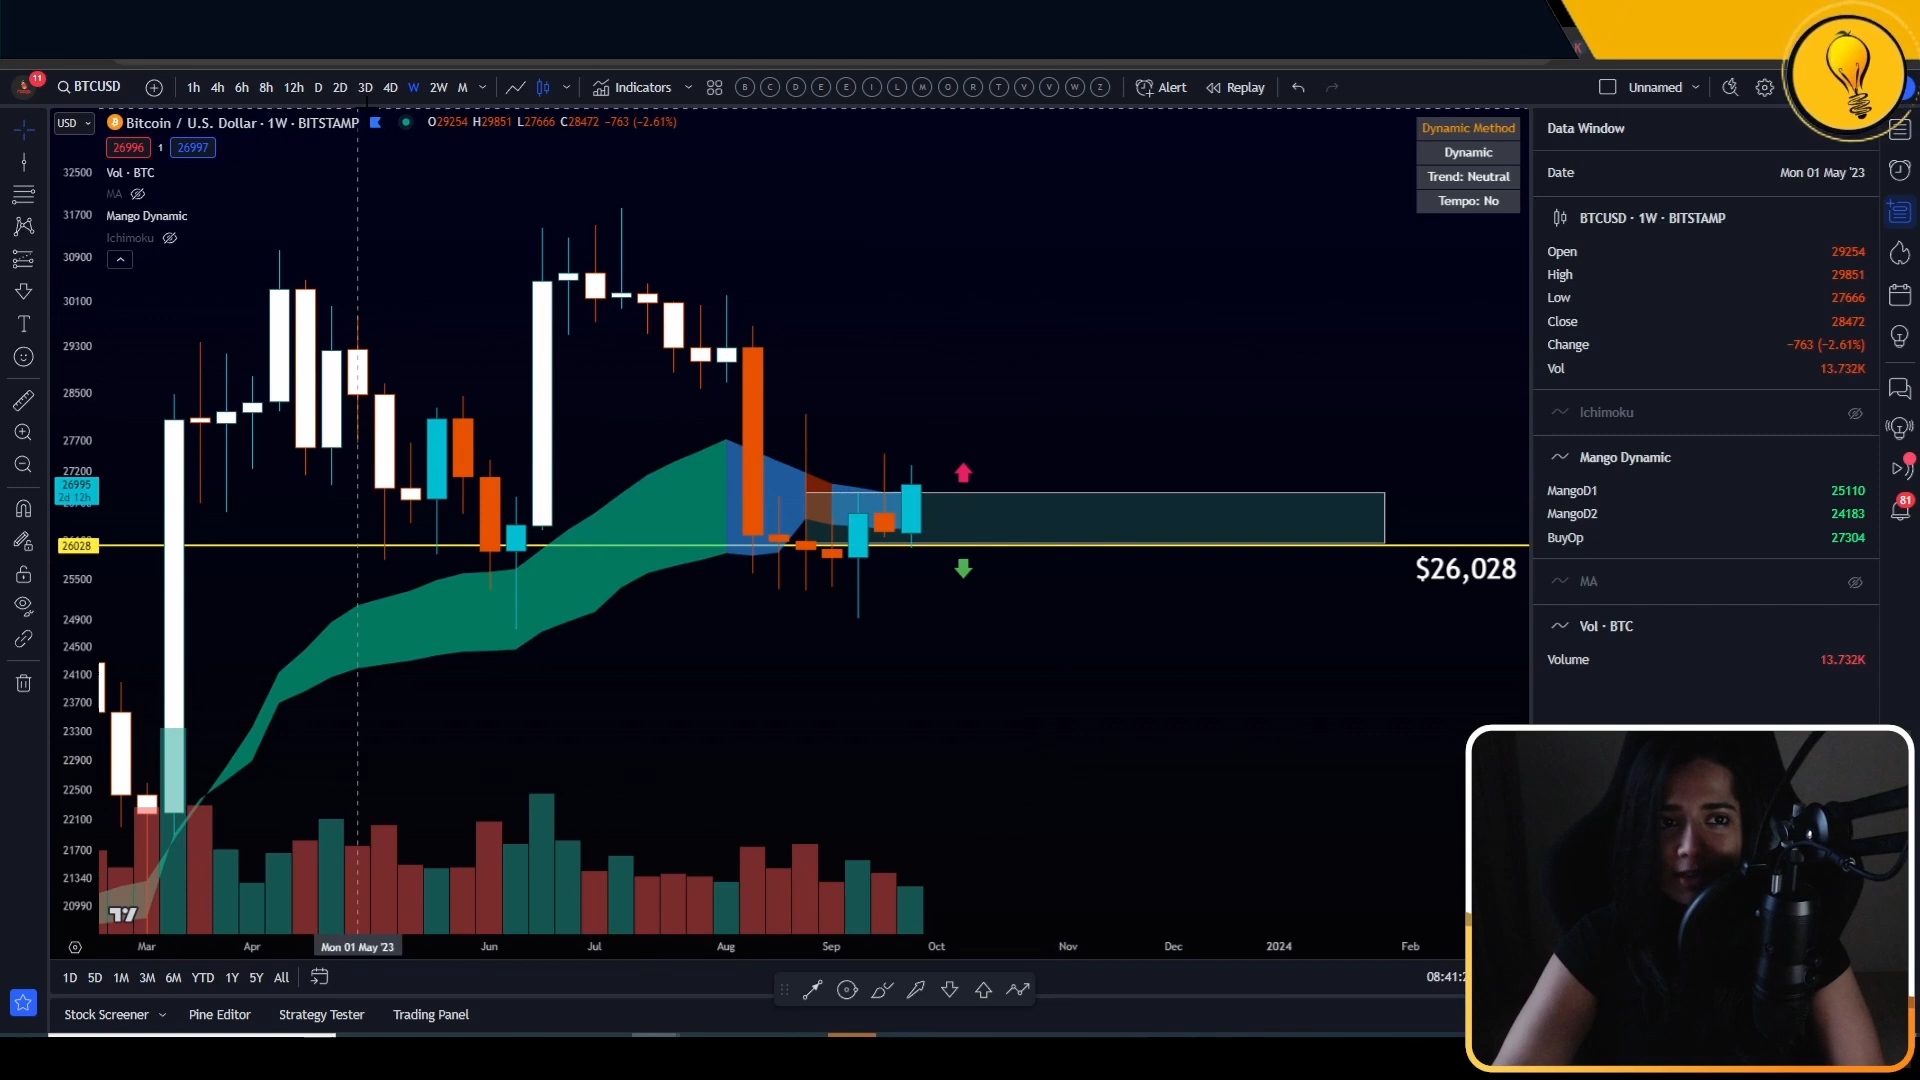 11
BTCUSD
1h 4h 6h 8h 12h D 2D 3D 4D W 2W M
Indicators
B C D E E I L M O R T V V W Z
Alert
Replay
Unnamed
K
USD
Bitcoin / U.S. Dollar · 1W · BITSTAMP
O29254 H29851 L27666 C28472 −763 (−2.61%)
26996 1 26997
Vol · BTC
MA
Mango Dynamic
Ichimoku
Dynamic Method
Dynamic
Trend: Neutral
Tempo: No
32500
31700
30900
30100
29300
28500
27700
27200
26995
2d 12h
26028
25500
24900
24500
24100
23700
23300
22900
22500
22100
21700
21340
20990
$26,028
Mar Apr Mon 01 May '23 Jun Jul Aug Sep Oct Nov Dec 2024 Feb
1D 5D 1M 3M 6M YTD 1Y 5Y All
08:41:2
Stock Screener
Pine Editor
Strategy Tester
Trading Panel
Data Window
Date Mon 01 May '23
BTCUSD · 1W · BITSTAMP
Open 29254
High 29851
Low 27666
Close 28472
Change −763 (−2.61%)
Vol 13.732K
Ichimoku
Mango Dynamic
MangoD1 25110
MangoD2 24183
BuyOp 27304
MA
Vol · BTC
Volume 13.732K
81